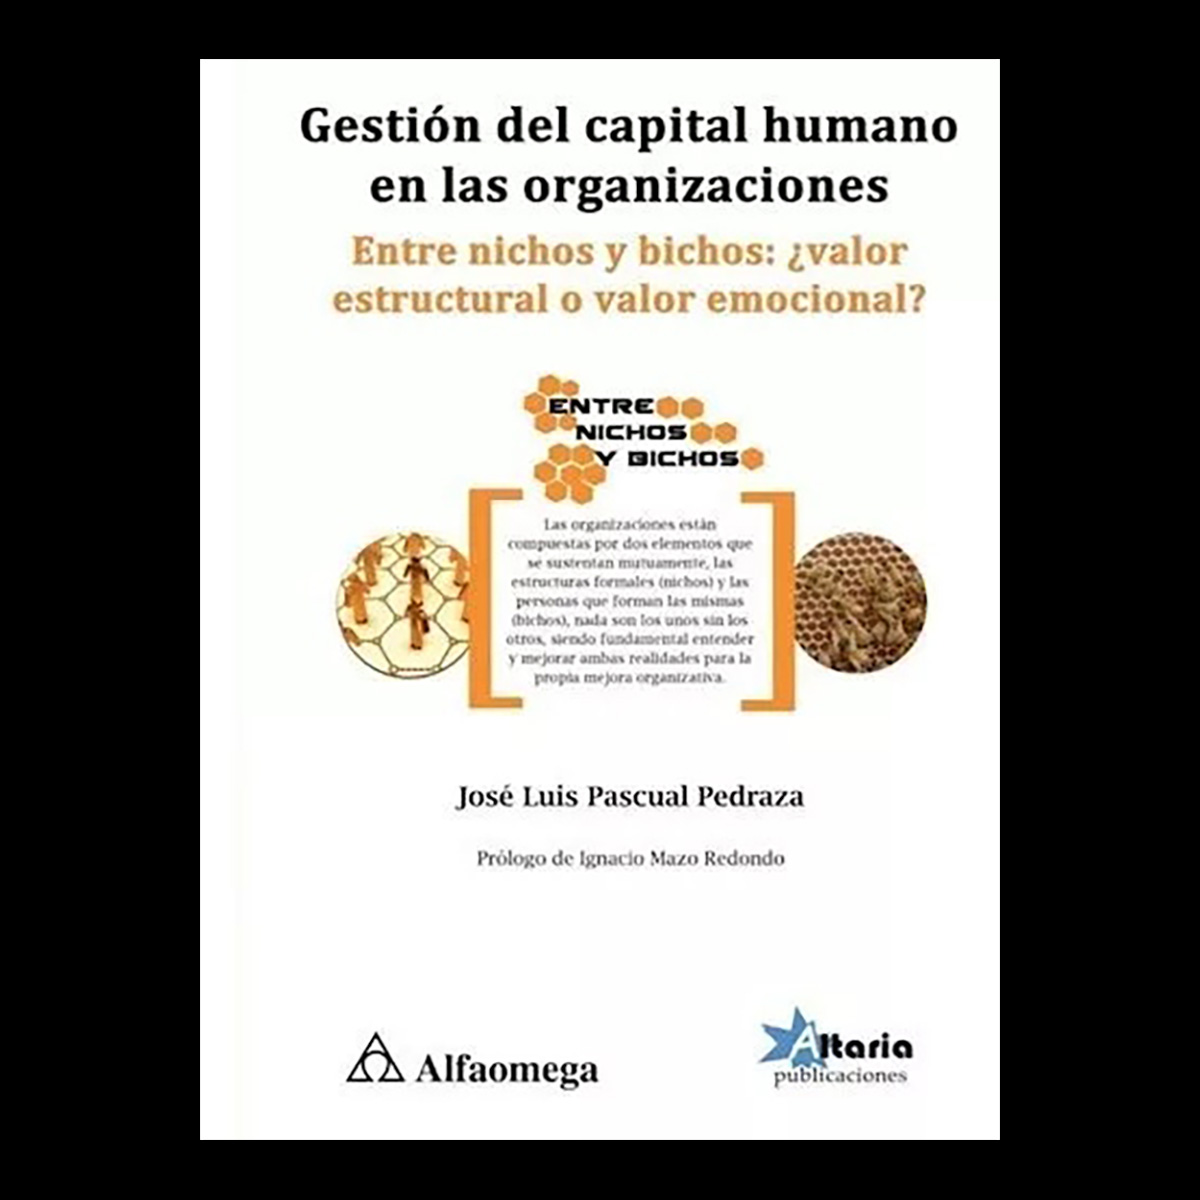 Gestión del capital humano
en las organizaciones
Entre nichos y bichos: ¿valor
estructural o valor emocional?
ENTRE
NICHOS
Y BICHOS
Las organizaciones están
compuestas por dos elementos que
se sustentan mutuamente, las
estructuras formales (nichos) y las
personas que forman las mismas
(bichos), nada son los unos sin los
otros, siendo fundamental entender
y mejorar ambas realidades para la
propia mejora organizativa.
José Luis Pascual Pedraza
Prólogo de Ignacio Mazo Redondo
Alfaomega
Altaria
publicaciones